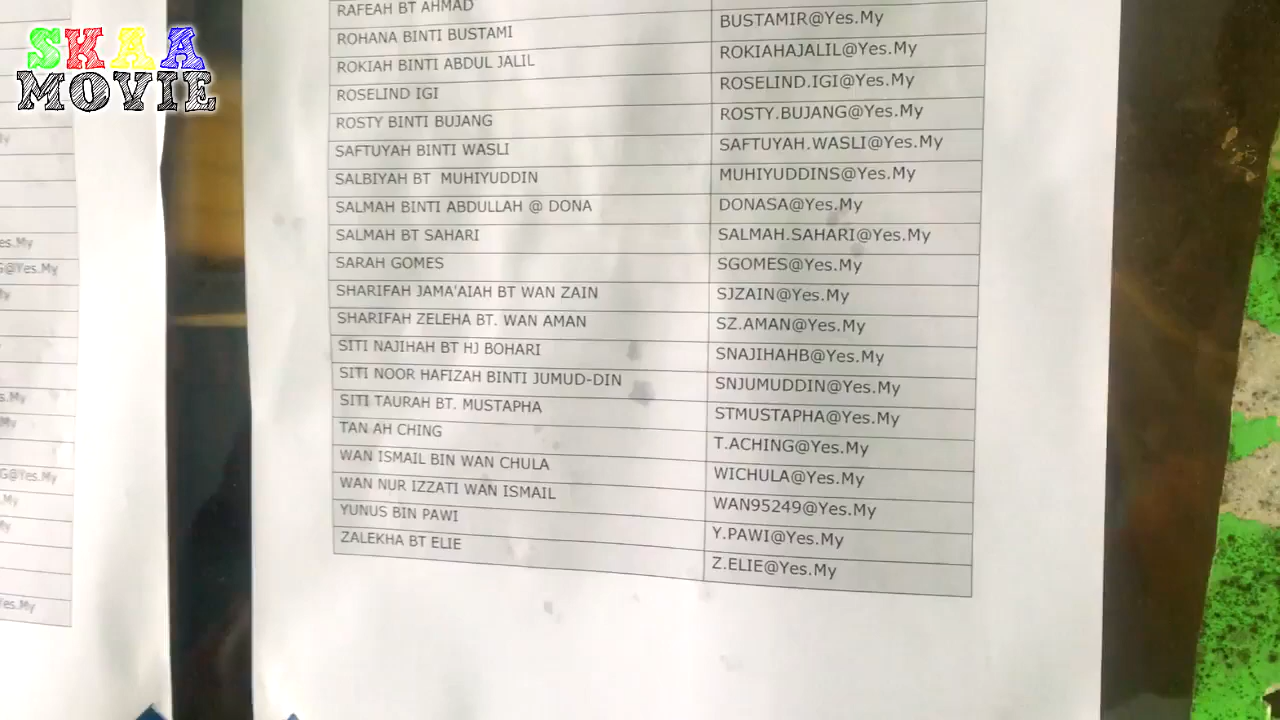 SKAA
MOVIE
RAFEAH BT AHMAD
ROHANA BINTI BUSTAMI BUSTAMIR@Yes.My
ROKIAH BINTI ABDUL JALIL ROKIAHAJALIL@Yes.My
ROSELIND IGI ROSELIND.IGI@Yes.My
ROSTY BINTI BUJANG ROSTY.BUJANG@Yes.My
SAFTUYAH BINTI WASLI SAFTUYAH.WASLI@Yes.My
SALBIYAH BT MUHIYUDDIN MUHIYUDDINS@Yes.My
SALMAH BINTI ABDULLAH @ DONA DONASA@Yes.My
SALMAH BT SAHARI SALMAH.SAHARI@Yes.My
SARAH GOMES SGOMES@Yes.My
SHARIFAH JAMA'AIAH BT WAN ZAIN SJZAIN@Yes.My
SHARIFAH ZELEHA BT. WAN AMAN SZ.AMAN@Yes.My
SITI NAJIHAH BT HJ BOHARI SNAJIHAHB@Yes.My
SITI NOOR HAFIZAH BINTI JUMUD-DIN SNJUMUDDIN@Yes.My
SITI TAURAH BT. MUSTAPHA STMUSTAPHA@Yes.My
TAN AH CHING T.ACHING@Yes.My
WAN ISMAIL BIN WAN CHULA WICHULA@Yes.My
WAN NUR IZZATI WAN ISMAIL WAN95249@Yes.My
YUNUS BIN PAWI Y.PAWI@Yes.My
ZALEKHA BT ELIE Z.ELIE@Yes.My